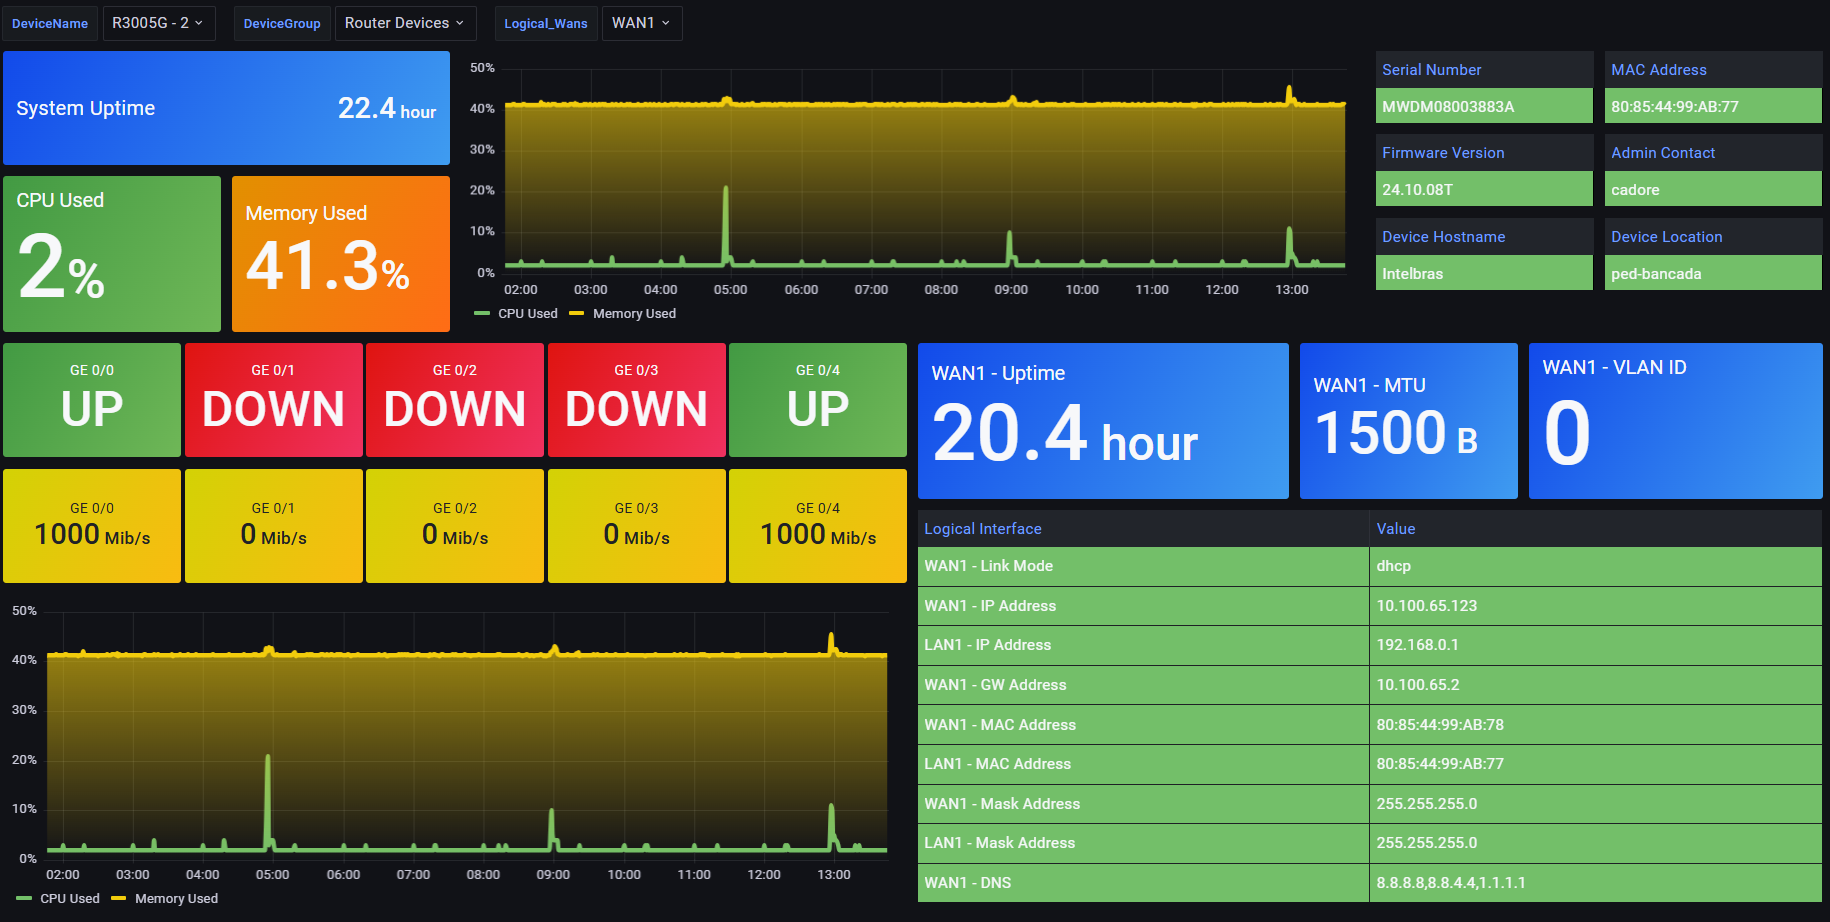 DeviceName R3005G - 2 DeviceGroup Router Devices Logical_Wans WAN1
System Uptime 22.4 hour
CPU Used
2%
Memory Used
41.3%
50%
40%
30%
20%
10%
0%
02:00 03:00 04:00 05:00 06:00 07:00 08:00 09:00 10:00 11:00 12:00 13:00
CPU Used Memory Used
Serial Number
MWDM08003883A
MAC Address
80:85:44:99:AB:77
Firmware Version
24.10.08T
Admin Contact
cadore
Device Hostname
Intelbras
Device Location
ped-bancada
GE 0/0
UP
GE 0/1
DOWN
GE 0/2
DOWN
GE 0/3
DOWN
GE 0/4
UP
GE 0/0
1000 Mib/s
GE 0/1
0 Mib/s
GE 0/2
0 Mib/s
GE 0/3
0 Mib/s
GE 0/4
1000 Mib/s
50%
40%
30%
20%
10%
0%
02:00 03:00 04:00 05:00 06:00 07:00 08:00 09:00 10:00 11:00 12:00 13:00
CPU Used Memory Used
WAN1 - Uptime
20.4 hour
WAN1 - MTU
1500 B
WAN1 - VLAN ID
0
Logical Interface Value
WAN1 - Link Mode dhcp
WAN1 - IP Address 10.100.65.123
LAN1 - IP Address 192.168.0.1
WAN1 - GW Address 10.100.65.2
WAN1 - MAC Address 80:85:44:99:AB:78
LAN1 - MAC Address 80:85:44:99:AB:77
WAN1 - Mask Address 255.255.255.0
LAN1 - Mask Address 255.255.255.0
WAN1 - DNS 8.8.8.8,8.8.4.4,1.1.1.1